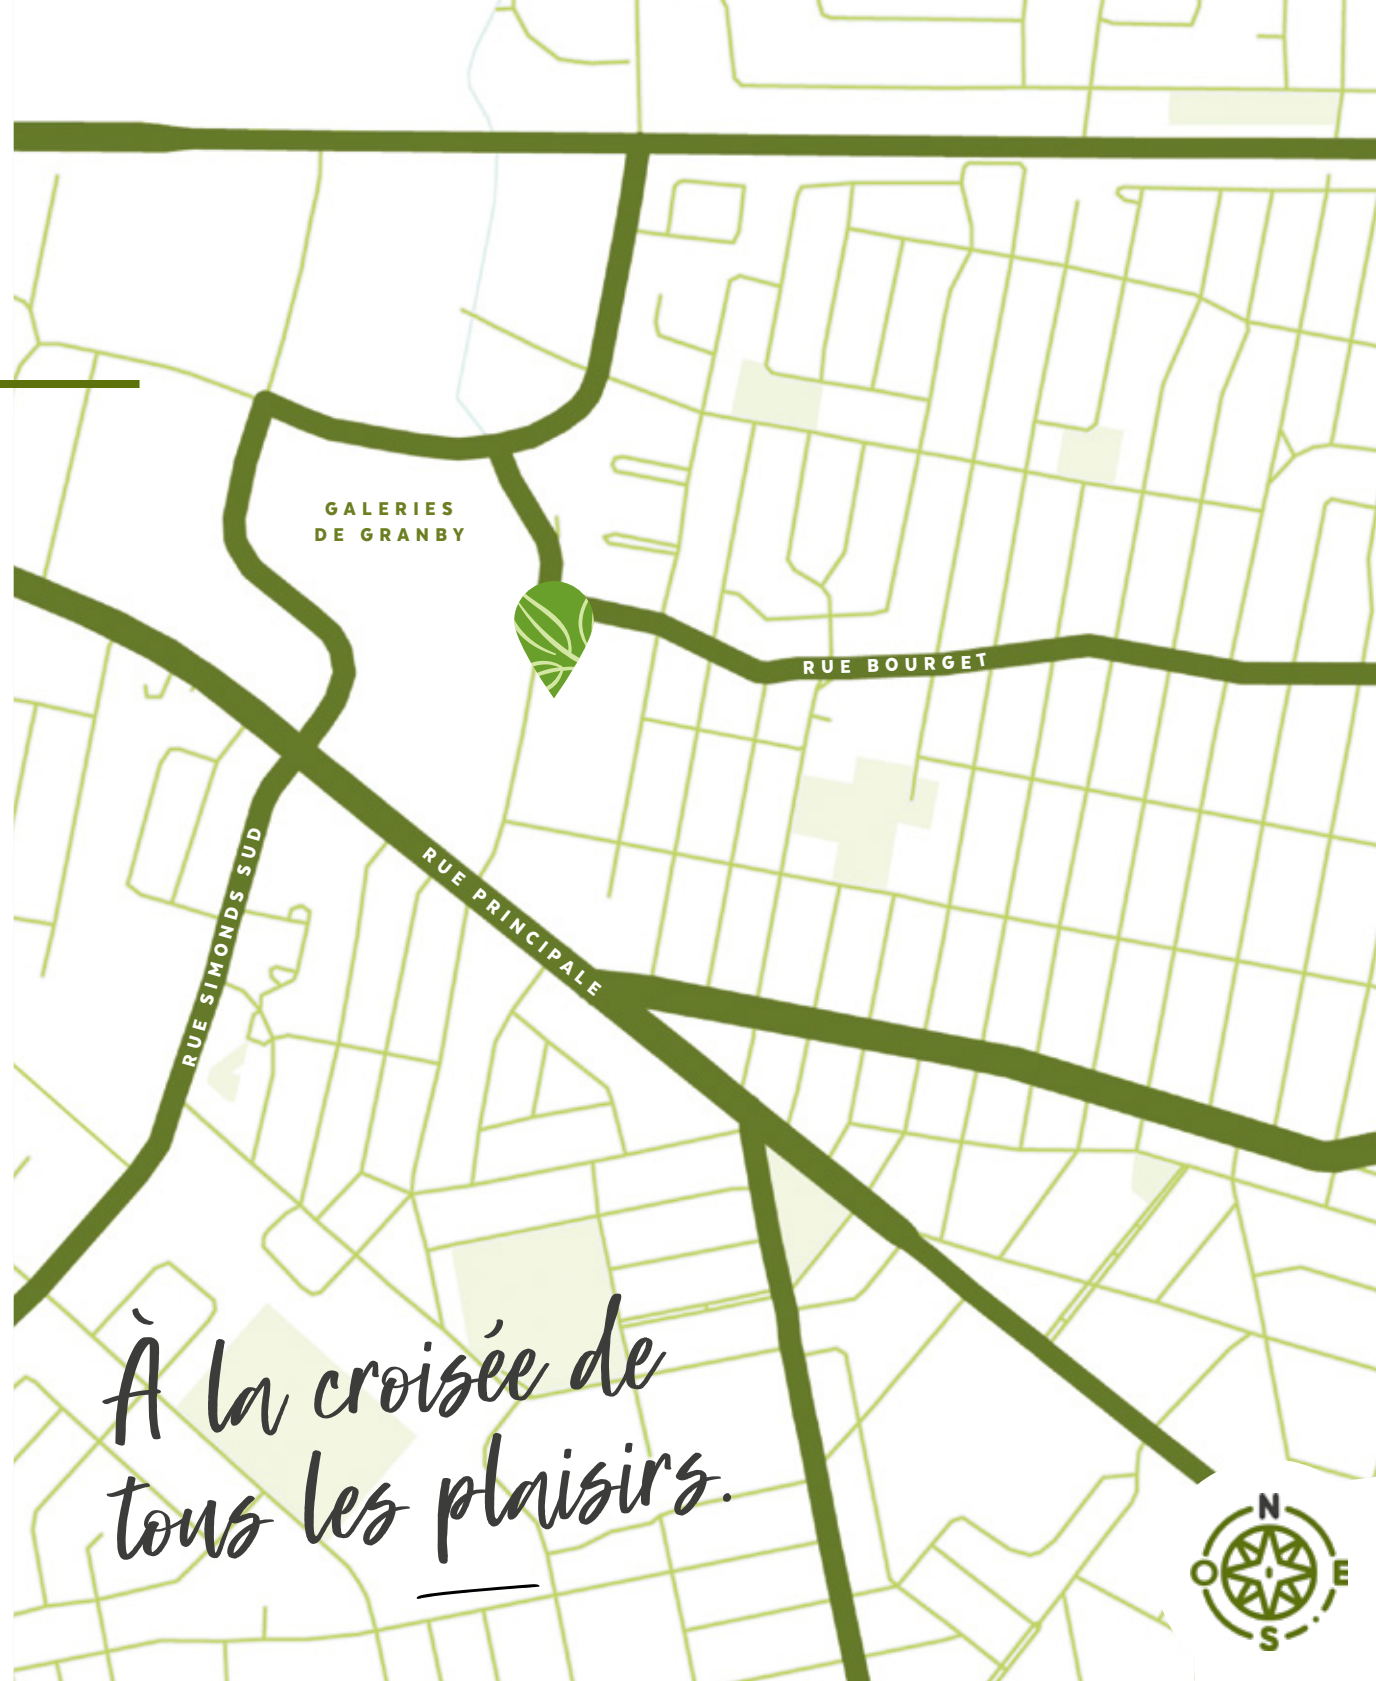 GALERIES
DE GRANBY
RUE BOURGET
RUE SIMONDS SUD
RUE PRINCIPALE
À la croisée de
tous les plaisirs.
N
O E
S